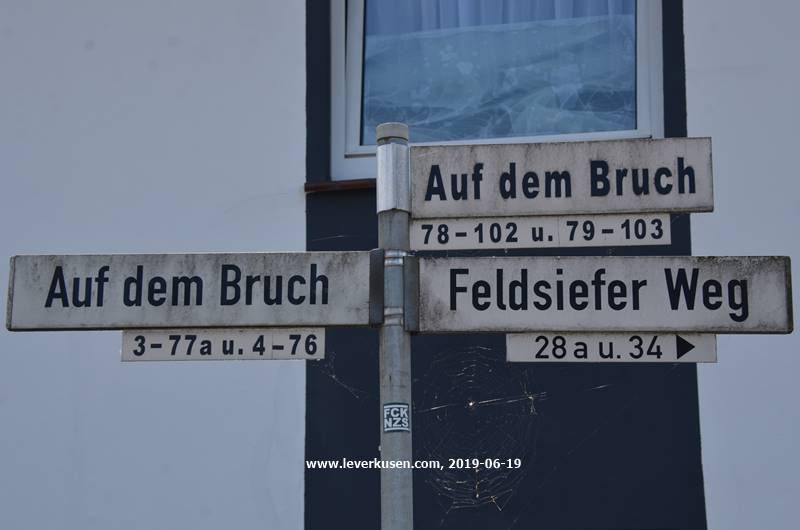 Auf dem Bruch
78-102 u. 79-103
Auf dem Bruch
3-77a u. 4-76
Feldsiefer Weg
28a u. 34 ▶
FCK
NZS
www.leverkusen.com, 2019-06-19